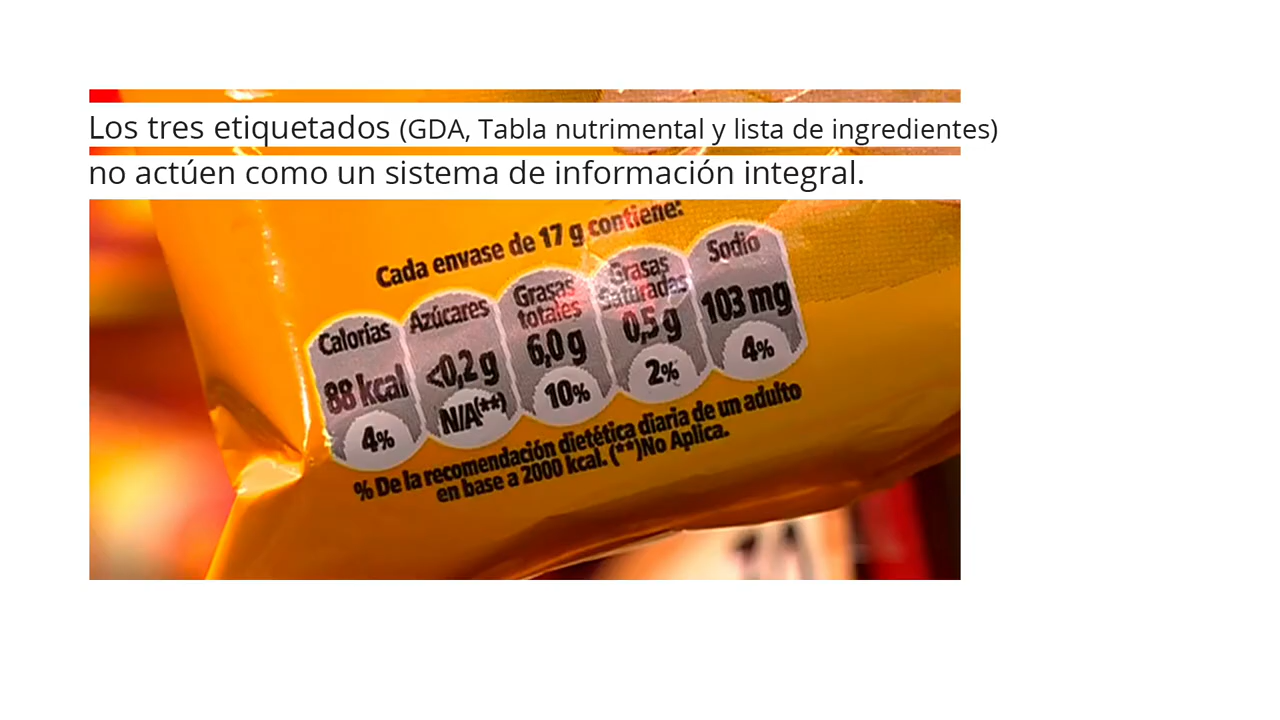 Los tres etiquetados (GDA, Tabla nutrimental y lista de ingredientes)
no actúen como un sistema de información integral.
Cada envase de 17 g contiene:
Calorías
88 kcal
4%
Azúcares
<0,2 g
N/A(**)
Grasas
totales
6,0 g
10%
Grasas
saturadas
0,5 g
2%
Sodio
103 mg
4%
% De la recomendación dietética diaria de un adulto
en base a 2000 kcal. (**)No Aplica.